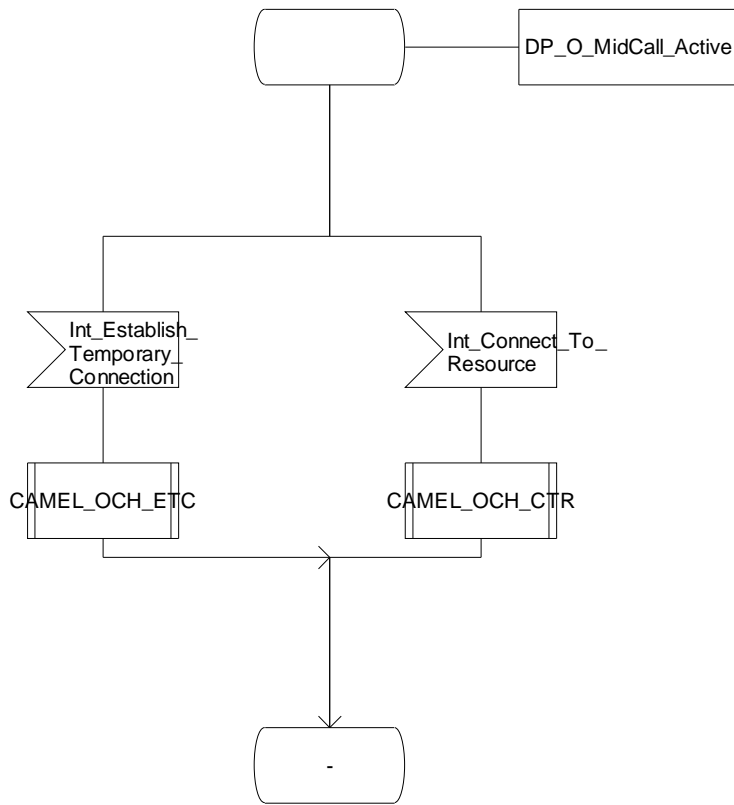 DP_O_MidCall_Active
Int_Establish_
Temporary_
Connection
Int_Connect_To_
Resource
CAMEL_OCH_ETC
CAMEL_OCH_CTR
-